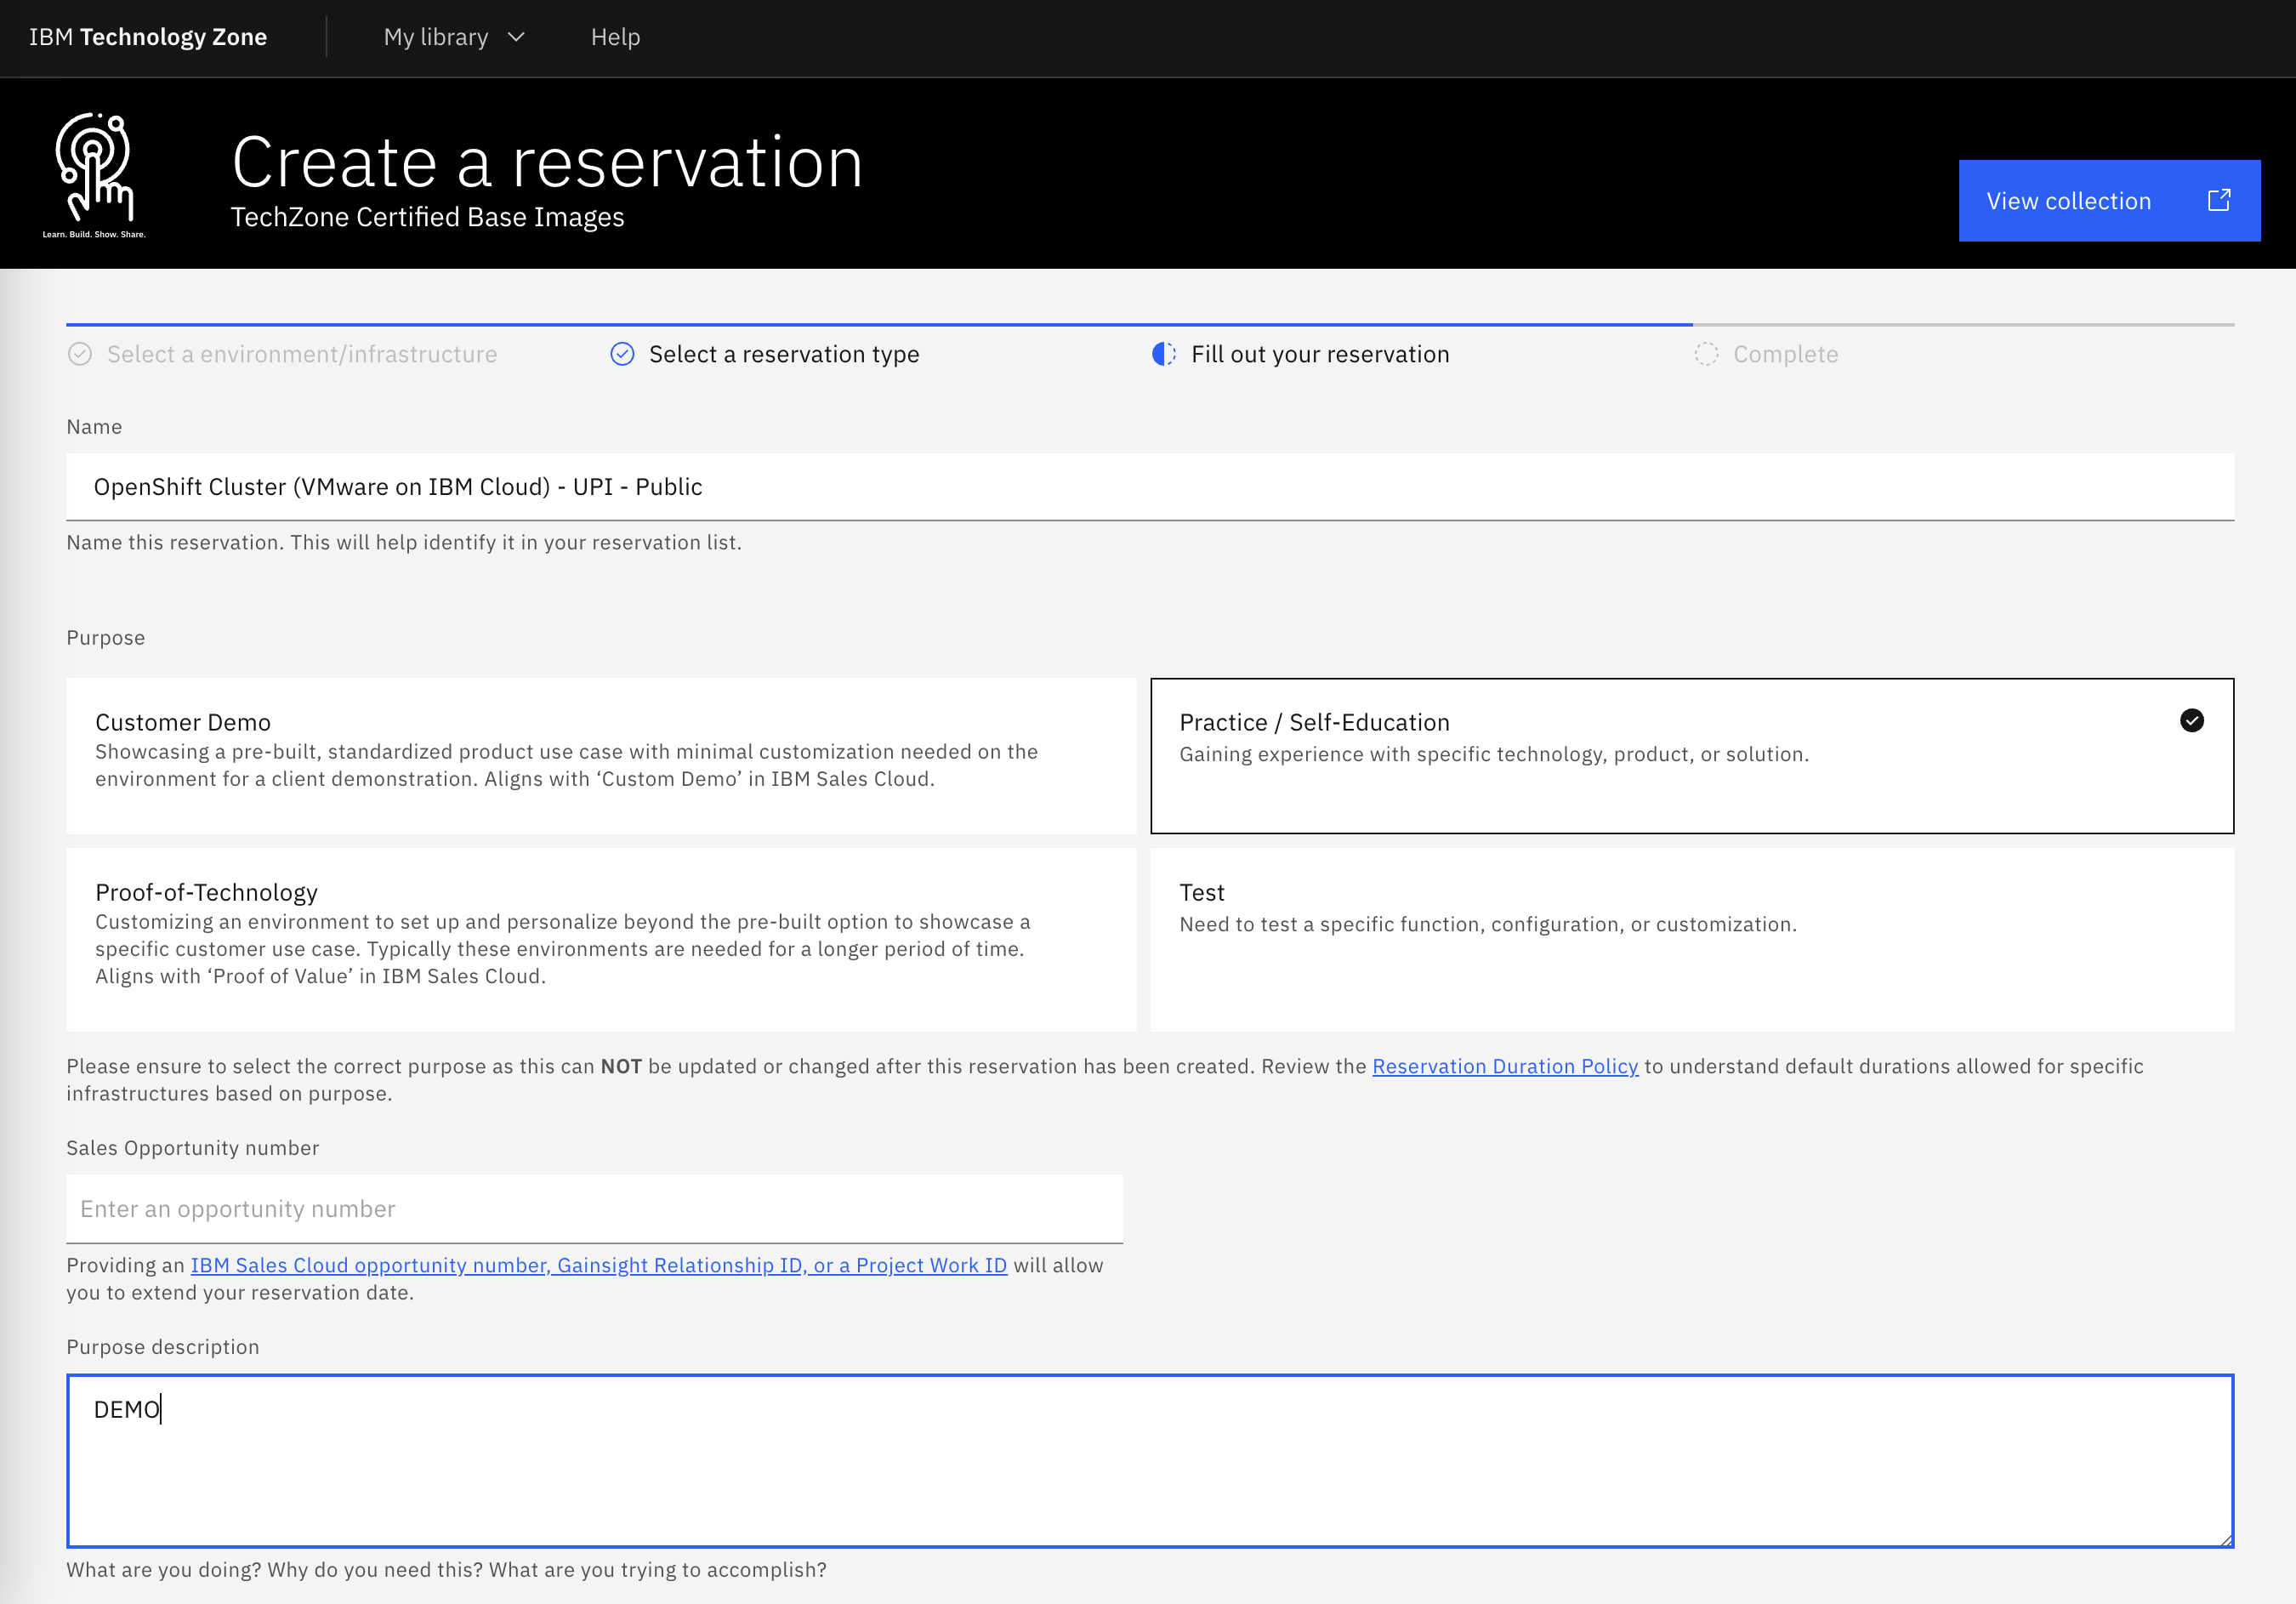 IBM Technology Zone
My library
Help
Learn. Build. Show. Share.
Create a reservation
TechZone Certified Base Images
View collection
Select a environment/infrastructure
Select a reservation type
Fill out your reservation
Complete
Name
OpenShift Cluster (VMware on IBM Cloud) - UPI - Public
Name this reservation. This will help identify it in your reservation list.
Purpose
Customer Demo
Showcasing a pre-built, standardized product use case with minimal customization needed on the
environment for a client demonstration. Aligns with ‘Custom Demo’ in IBM Sales Cloud.
Practice / Self-Education
Gaining experience with specific technology, product, or solution.
Proof-of-Technology
Customizing an environment to set up and personalize beyond the pre-built option to showcase a
specific customer use case. Typically these environments are needed for a longer period of time.
Aligns with ‘Proof of Value’ in IBM Sales Cloud.
Test
Need to test a specific function, configuration, or customization.
Please ensure to select the correct purpose as this can NOT be updated or changed after this reservation has been created. Review the Reservation Duration Policy to understand default durations allowed for specific
infrastructures based on purpose.
Sales Opportunity number
Enter an opportunity number
Providing an IBM Sales Cloud opportunity number, Gainsight Relationship ID, or a Project Work ID will allow
you to extend your reservation date.
Purpose description
DEMO
What are you doing? Why do you need this? What are you trying to accomplish?